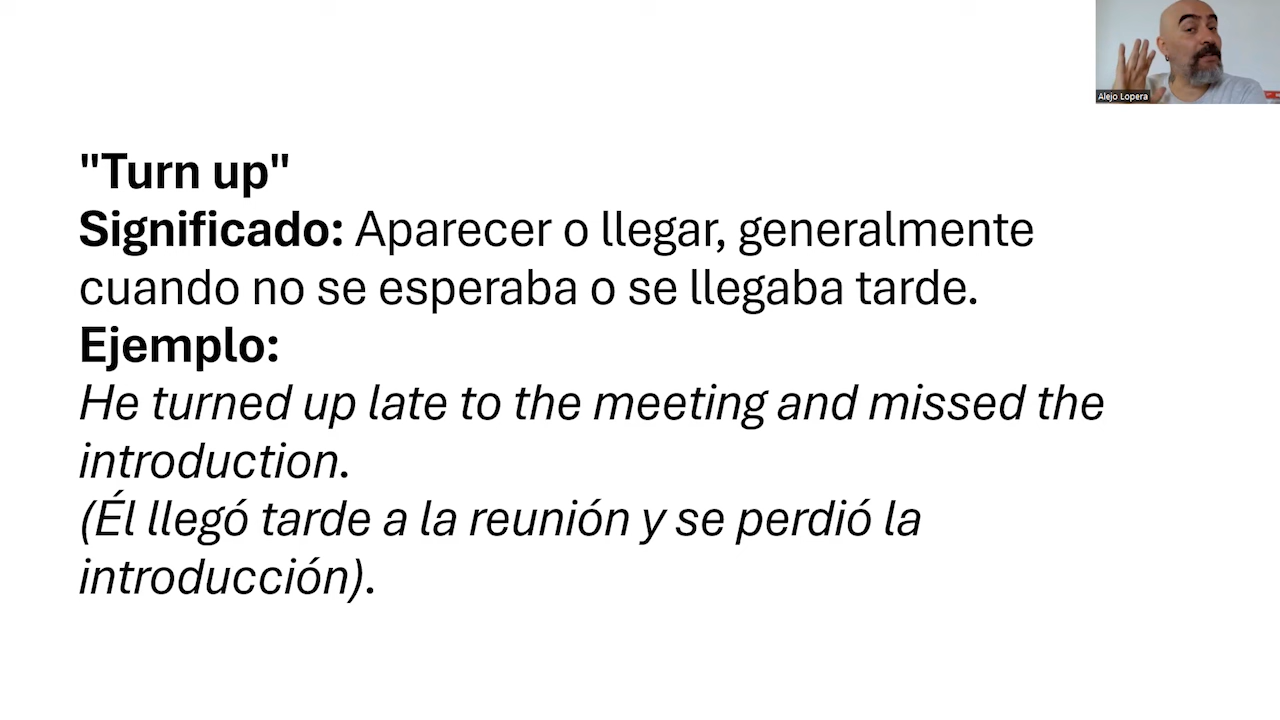 Alejo Lopera
"Turn up"
Significado: Aparecer o llegar, generalmente
cuando no se esperaba o se llegaba tarde.
Ejemplo:
He turned up late to the meeting and missed the
introduction.
(Él llegó tarde a la reunión y se perdió la
introducción).